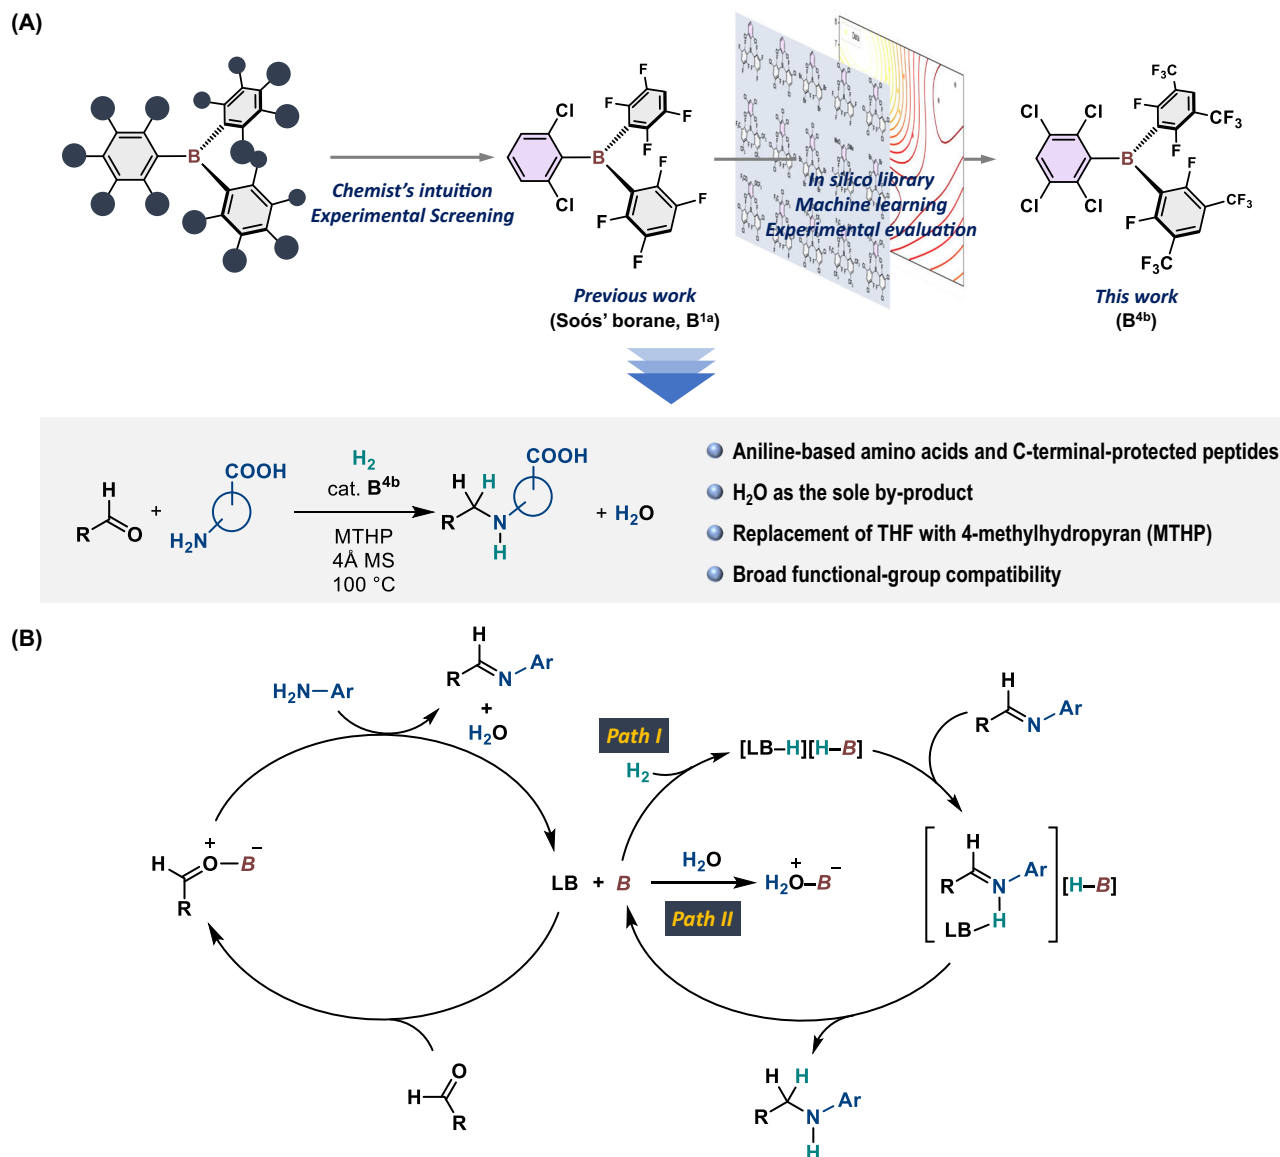 (A)
B
Chemist's intuition
Experimental Screening
Cl
Cl
B
F
F
F
F
F
F
F
F
Previous work
(Soós' borane, B1a)
Data
In silico library
Machine learning
Experimental evaluation
Cl
Cl
Cl
Cl
B
F3C
F
CF3
F
F
CF3
F
F3C
This work
(B4b)
H
R
O
+
COOH
H2N
H2
cat. B4b
MTHP
4Å MS
100 °C
H H
R
N
H
COOH
+ H2O
Aniline-based amino acids and C-terminal-protected peptides
H2O as the sole by-product
Replacement of THF with 4-methylhydropyran (MTHP)
Broad functional-group compatibility
(B)
H2N–Ar
H
R
N
Ar
+
H2O
H
O–B
+
–
R
H
O
R
LB + B
Path I
H2
[LB–H][H–B]
H2O
H2O–B
+
–
Path II
H
R
N
Ar
H
R
N
Ar
LB
H
[H–B]
H H
R
N
Ar
H